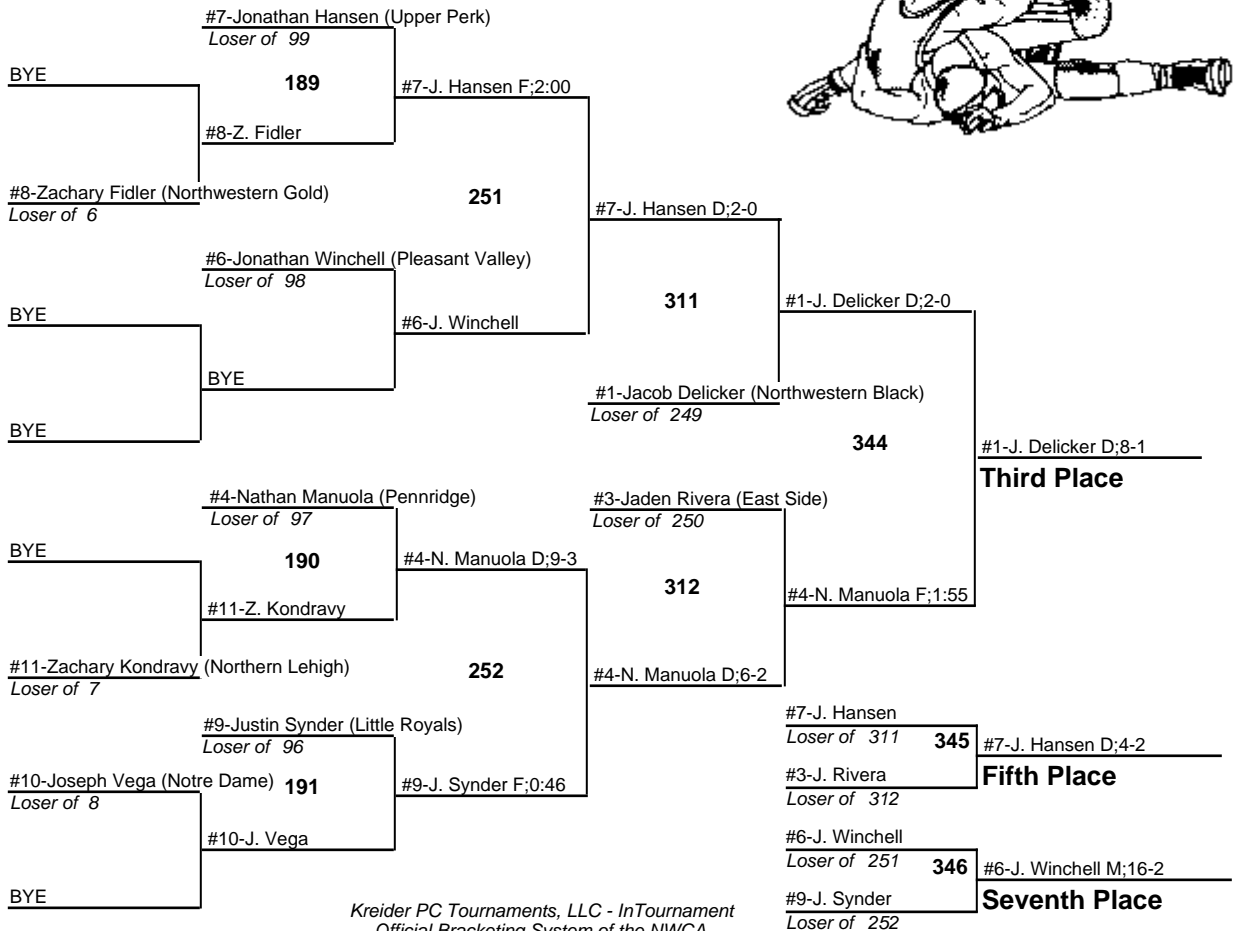 #7-Jonathan Hansen (Upper Perk)
Loser of 99
BYE
189
#7-J. Hansen F;2:00
#8-Z. Fidler
#8-Zachary Fidler (Northwestern Gold)
Loser of 6
251
#7-J. Hansen D;2-0
#6-Jonathan Winchell (Pleasant Valley)
Loser of 98
BYE
#6-J. Winchell
311
#1-J. Delicker D;2-0
BYE
#1-Jacob Delicker (Northwestern Black)
Loser of 249
BYE
344
#1-J. Delicker D;8-1
Third Place
#4-Nathan Manuola (Pennridge)
Loser of 97
#3-Jaden Rivera (East Side)
Loser of 250
BYE
190
#4-N. Manuola D;9-3
312
#4-N. Manuola F;1:55
#11-Z. Kondravy
#11-Zachary Kondravy (Northern Lehigh)
Loser of 7
252
#4-N. Manuola D;6-2
#9-Justin Synder (Little Royals)
Loser of 96
#10-Joseph Vega (Notre Dame)
Loser of 8
191
#9-J. Synder F;0:46
#10-J. Vega
BYE
#7-J. Hansen
Loser of 311
345
#7-J. Hansen D;4-2
Fifth Place
#3-J. Rivera
Loser of 312
#6-J. Winchell
Loser of 251
346
#6-J. Winchell M;16-2
Seventh Place
#9-J. Synder
Loser of 252
Kreider PC Tournaments, LLC - InTournament
Official Bracketing System of the NWCA